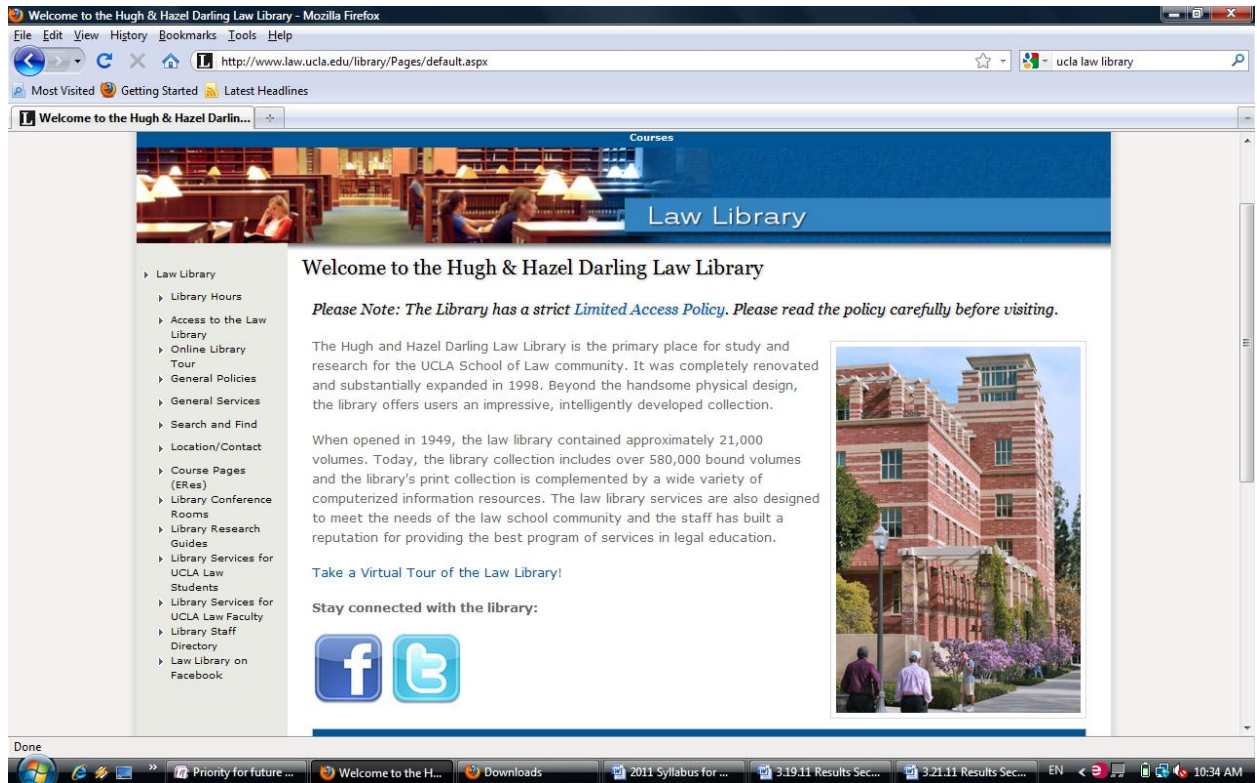 Welcome to the Hugh & Hazel Darling Law Library - Mozilla Firefox
File Edit View History Bookmarks Tools Help
http://www.law.ucla.edu/library/Pages/default.aspx
ucla law library
Most Visited Getting Started Latest Headlines
Welcome to the Hugh & Hazel Darlin...
Courses
Law Library
Law Library
Library Hours
Access to the Law
Library
Online Library
Tour
General Policies
General Services
Search and Find
Location/Contact
Course Pages
(ERes)
Library Conference
Rooms
Library Research
Guides
Library Services for
UCLA Law
Students
Library Services for
UCLA Law Faculty
Library Staff
Directory
Law Library on
Facebook
Welcome to the Hugh & Hazel Darling Law Library
Please Note: The Library has a strict Limited Access Policy. Please read the policy carefully before visiting.
The Hugh and Hazel Darling Law Library is the primary place for study and
research for the UCLA School of Law community. It was completely renovated
and substantially expanded in 1998. Beyond the handsome physical design,
the library offers users an impressive, intelligently developed collection.
When opened in 1949, the law library contained approximately 21,000
volumes. Today, the library collection includes over 580,000 bound volumes
and the library's print collection is complemented by a wide variety of
computerized information resources. The law library services are also designed
to meet the needs of the law school community and the staff has built a
reputation for providing the best program of services in legal education.
Take a Virtual Tour of the Law Library!
Stay connected with the library:
f t
Done
Priority for future ... Welcome to the H... Downloads 2011 Syllabus for ... 3.19.11 Results Sec... 3.21.11 Results Sec... EN 10:34 AM